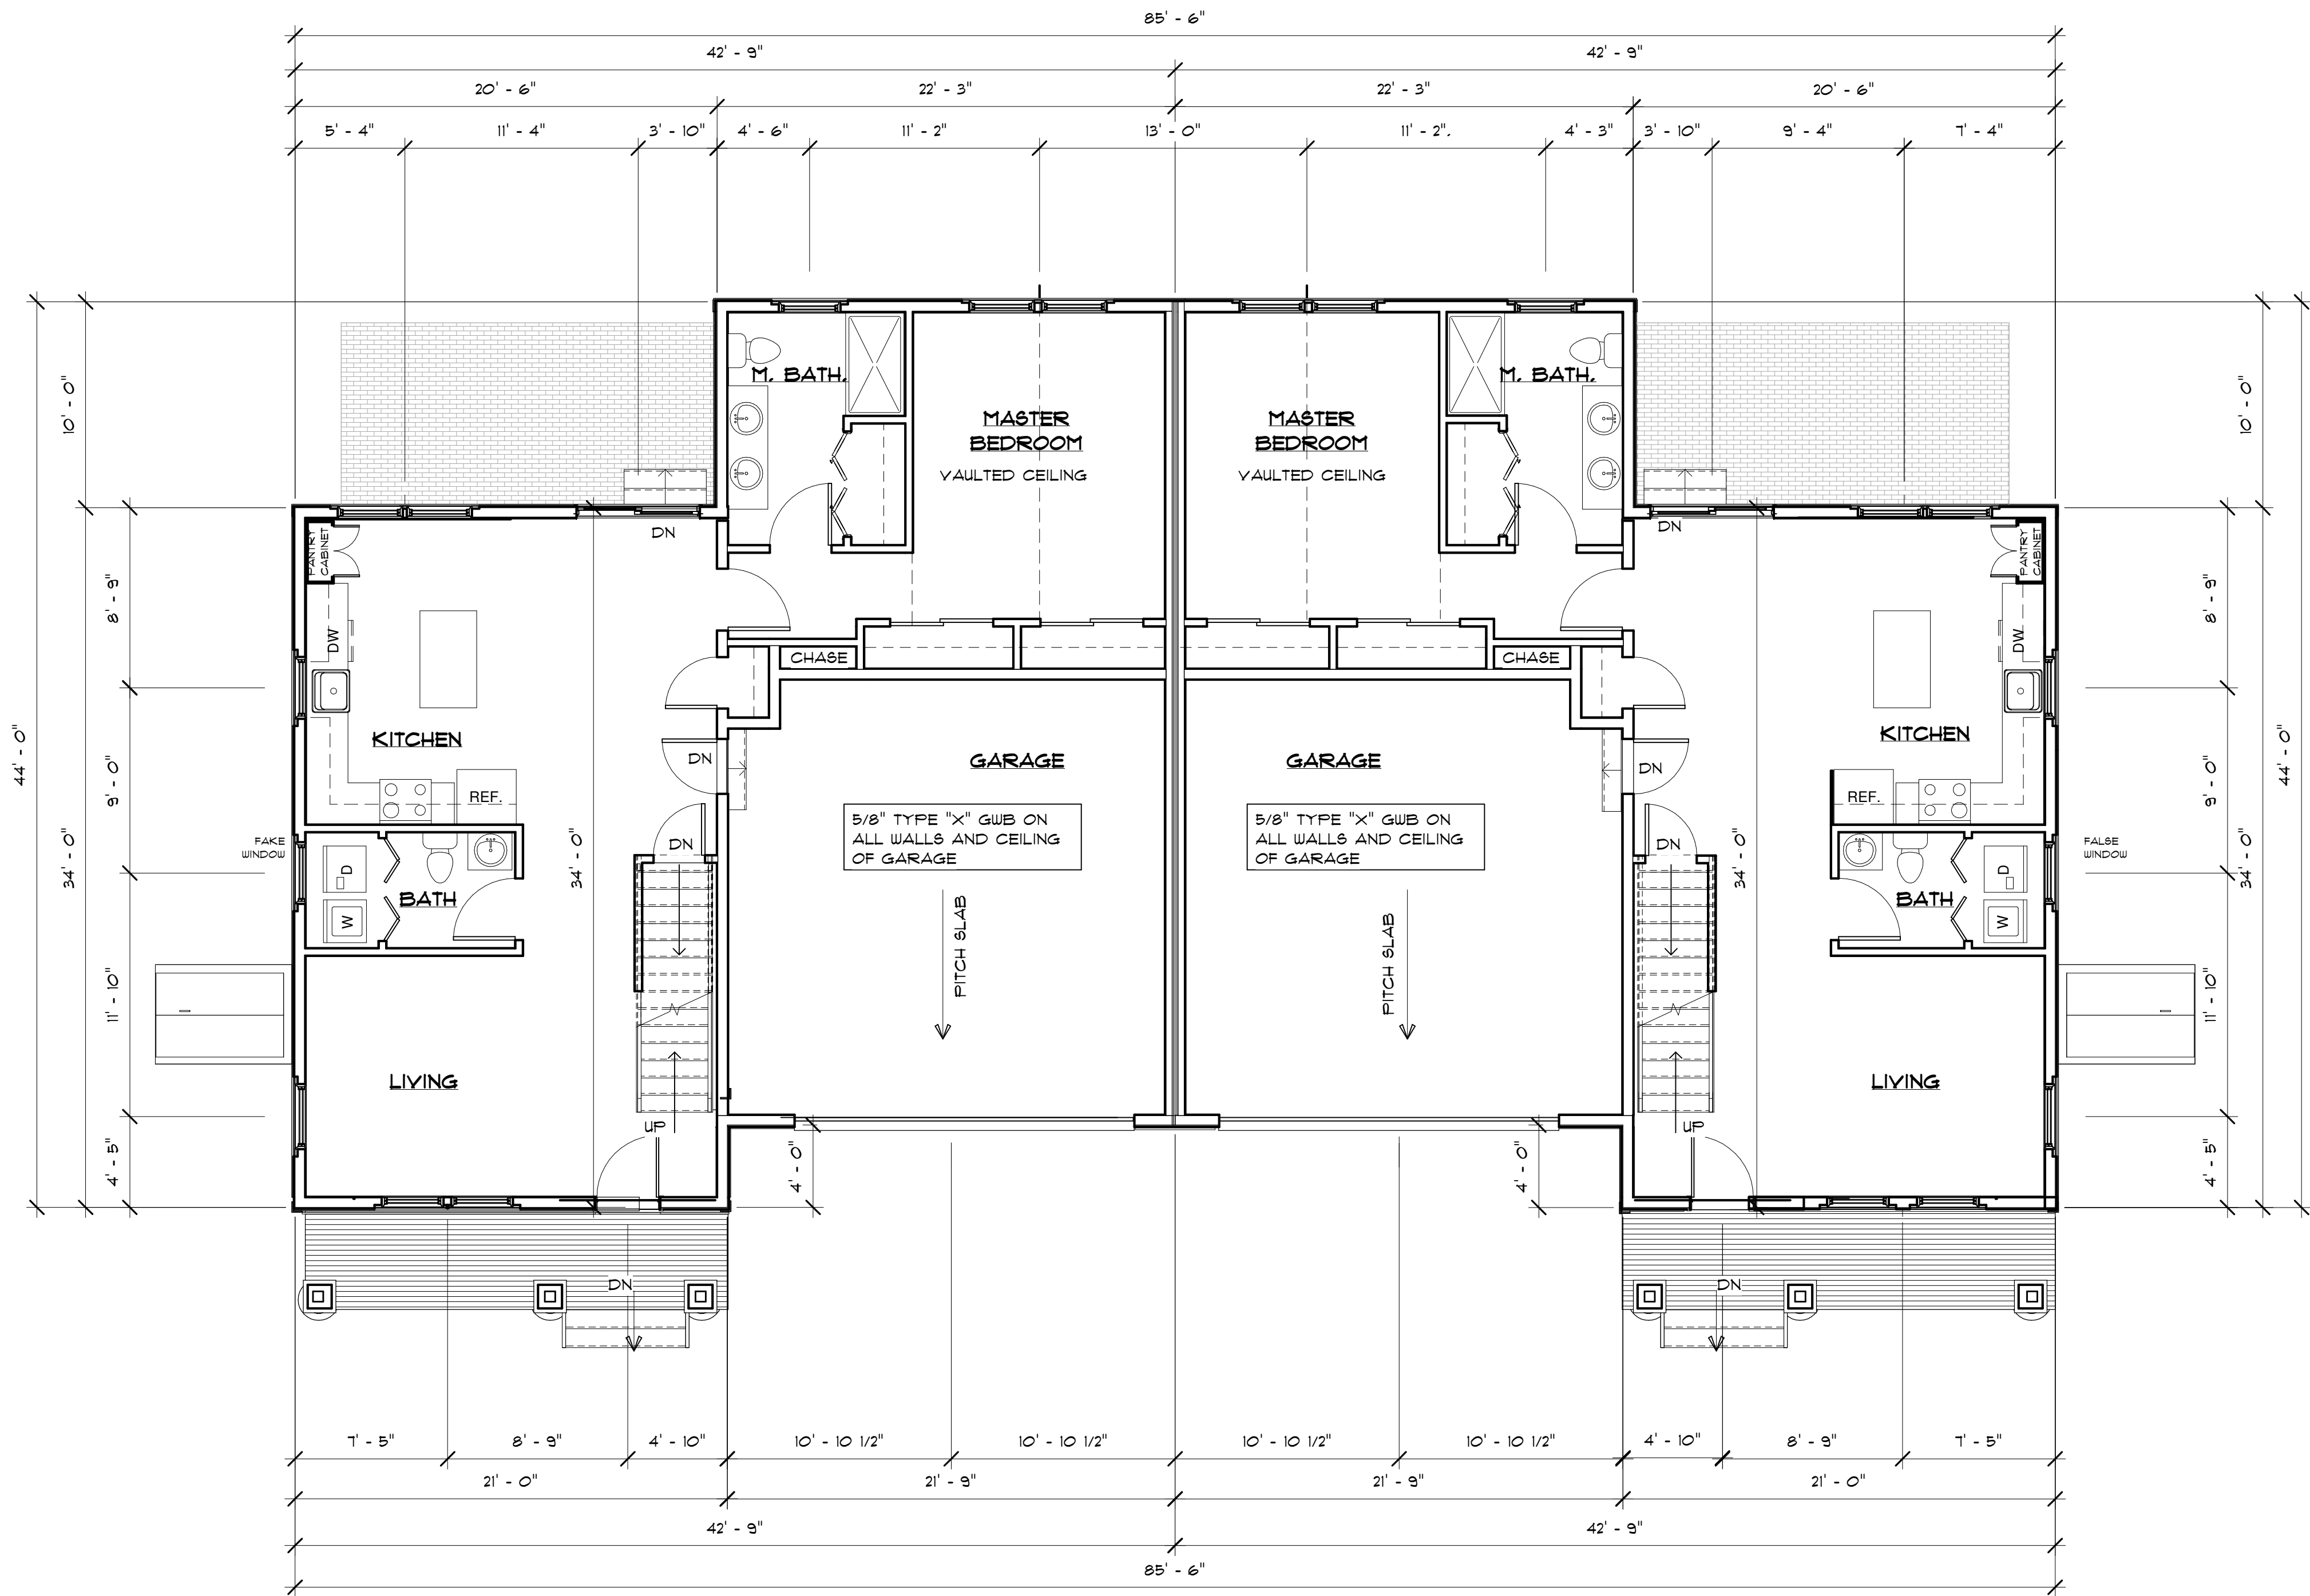 85' - 6"
42' - 9"
42' - 9"
20' - 6"
22' - 3"
22' - 3"
20' - 6"
5' - 4"
11' - 4"
3' - 10"
4' - 6"
11' - 2"
13' - 0"
11' - 2".
4' - 3"
3' - 10"
9' - 4"
7' - 4"
10' - 0"
44' - 0"
34' - 0"
8' - 9"
9' - 0"
11' - 10"
4' - 5"
M. BATH.
MASTER
BEDROOM
VAULTED CEILING
MASTER
BEDROOM
VAULTED CEILING
M. BATH.
10' - 0"
44' - 0"
34' - 0"
8' - 9"
9' - 0"
11' - 10"
4' - 5"
PANTRY
CABINET
DN
DN
PANTRY
CABINET
DW
CHASE
CHASE
DW
KITCHEN
DN
GARAGE
GARAGE
DN
KITCHEN
REF.
5/8" TYPE "X" GWB ON
ALL WALLS AND CEILING
OF GARAGE
5/8" TYPE "X" GWB ON
ALL WALLS AND CEILING
OF GARAGE
REF.
FAKE
WINDOW
34' - 0"
DN
DN
34' - 0"
FALSE
WINDOW
D
W
BATH
PITCH SLAB
PITCH SLAB
BATH
D
W
LIVING
LIVING
UP
4' - 0"
4' - 0"
UP
DN
DN
7' - 5"
8' - 9"
4' - 10"
10' - 10 1/2"
10' - 10 1/2"
10' - 10 1/2"
10' - 10 1/2"
4' - 10"
8' - 9"
7' - 5"
21' - 0"
21' - 9"
21' - 9"
21' - 0"
42' - 9"
42' - 9"
85' - 6"